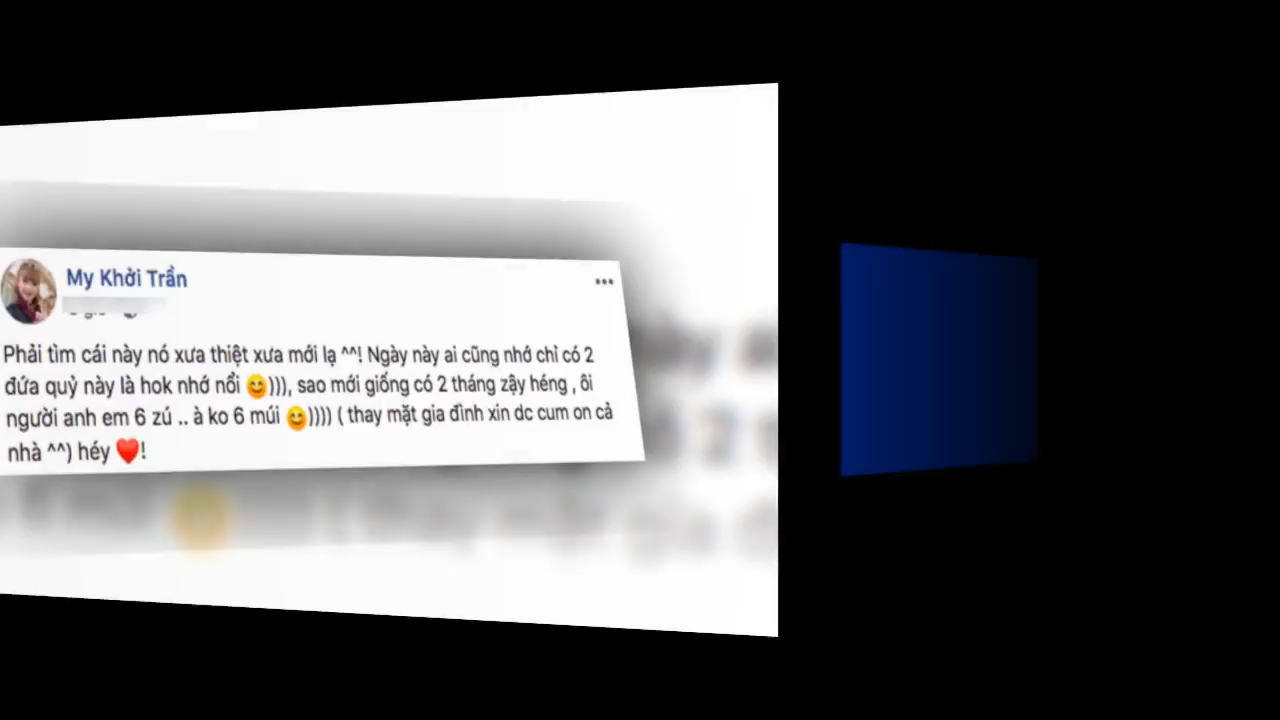 My Khởi Trần
Phải tìm cái này nó xưa thiệt xưa mới lạ ^^! Ngày này ai cũng nhớ chỉ có 2
đứa quỷ này là hok nhớ nổi 😊))), sao mới giống có 2 tháng zậy héng , ôi
người anh em 6 zú .. à ko 6 múi 😊)))) ( thay mặt gia đình xin dc cum on cả
nhà ^^) héy ❤️!